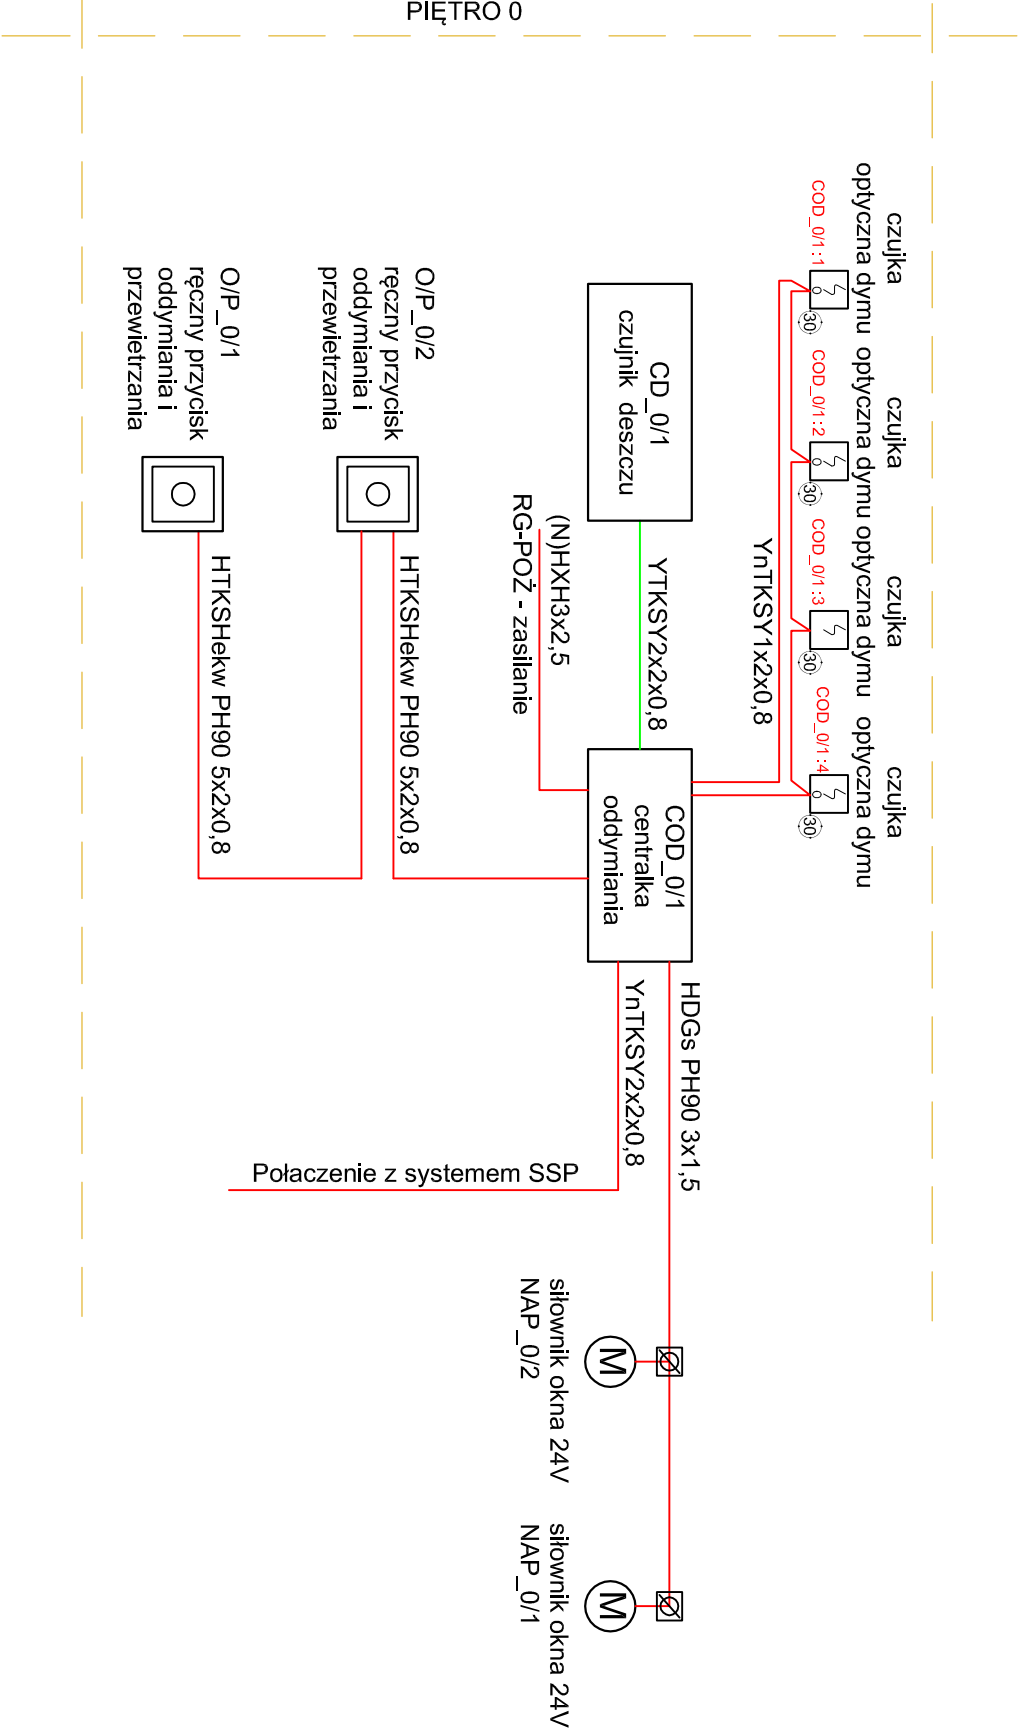 PIĘTRO 0
czujka
optyczna dymu
COD_0/1:1
30
czujka
optyczna dymu
COD_0/1:2
30
czujka
optyczna dymu
COD_0/1:3
30
czujka
optyczna dymu
COD_0/1:4
30
YnTKSY1x2x0,8
CD_0/1
czujnik deszczu
YTKSY2x2x0,8
(N)HXH3x2,5
RG-POŻ - zasilanie
COD_0/1
centralka
oddymiania
O/P_0/2
ręczny przycisk
oddymiania i
przewietrzania
HTKSHekw PH90 5x2x0,8
O/P_0/1
ręczny przycisk
oddymiania i
przewietrzania
HTKSHekw PH90 5x2x0,8
HDGs PH90 3x1,5
YnTKSY2x2x0,8
Połaczenie z systemem SSP
siłownik okna 24V
NAP_0/2
M
siłownik okna 24V
NAP_0/1
M